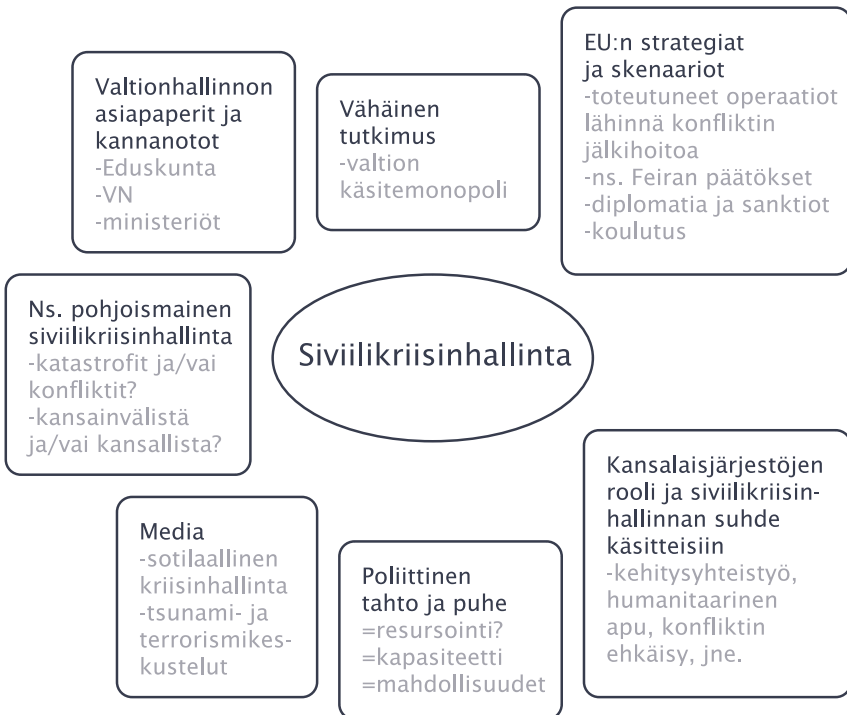 Valtionhallinnon
asiapaperit ja
kannanotot
-Eduskunta
-VN
-ministeriöt
Vähäinen
tutkimus
-valtion
käsitemonopoli
EU:n strategiat
ja skenaariot
-toteutuneet operaatiot
lähinnä konfliktin
jälkihoitoa
-ns. Feiran päätökset
-diplomatia ja sanktiot
-koulutus
Ns. pohjoismainen
siviilikriisinhallinta
-katastrofit ja/vai
konfliktit?
-kansainvälistä
ja/vai kansallista?
Siviilikriisinhallinta
Media
-sotilaallinen
kriisinhallinta
-tsunami- ja
terrorismikes-
kustelut
Poliittinen
tahto ja puhe
=resursointi?
=kapasiteetti
=mahdollisuudet
Kansalaisjärjestöjen
rooli ja siviilikriisin-
hallinnan suhde
käsitteisiin
-kehitysyhteistyö,
humanitaarinen
apu, konfliktin
ehkäisy, jne.